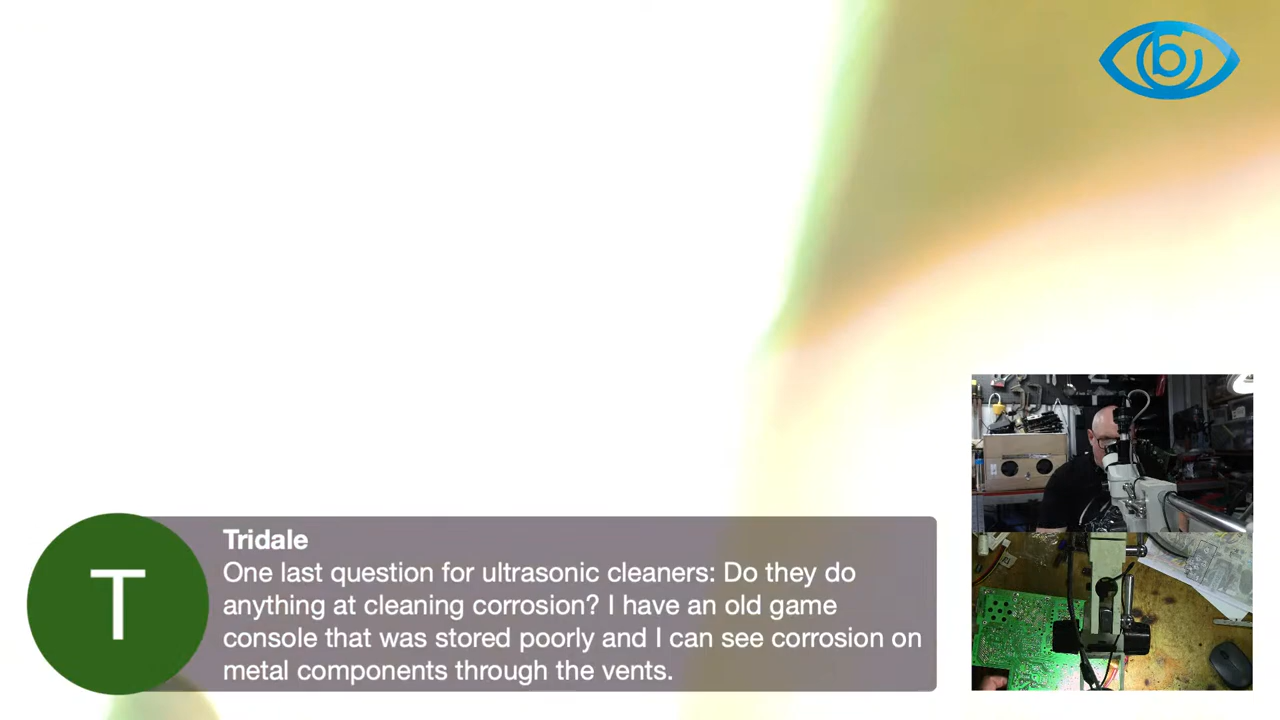 Tridale
One last question for ultrasonic cleaners: Do they do
anything at cleaning corrosion? I have an old game
console that was stored poorly and I can see corrosion on
metal components through the vents.
T
b